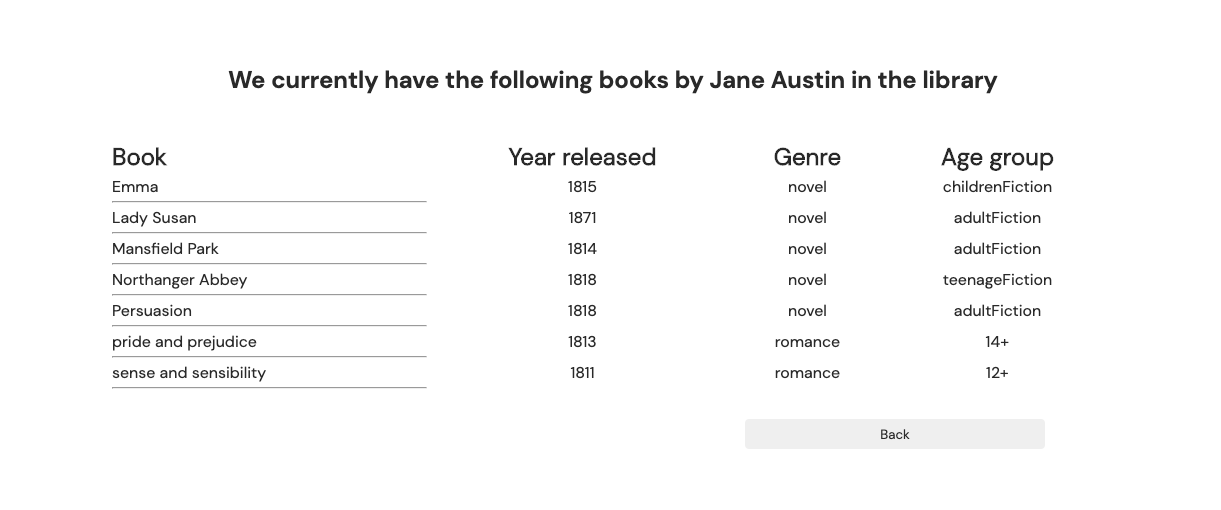 We currently have the following books by Jane Austin in the library
Book Year released Genre Age group
Emma 1815 novel childrenFiction
Lady Susan 1871 novel adultFiction
Mansfield Park 1814 novel adultFiction
Northanger Abbey 1818 novel teenageFiction
Persuasion 1818 novel adultFiction
pride and prejudice 1813 romance 14+
sense and sensibility 1811 romance 12+
Back